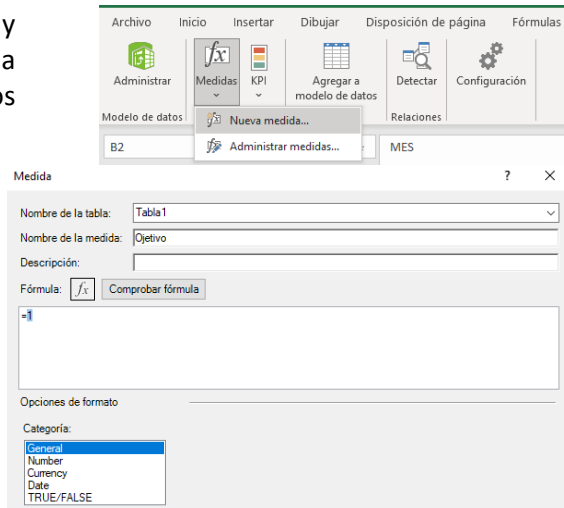 y
a
os
Archivo Inicio Insertar Dibujar Disposición de página Fórmulas
Administrar Medidas KPI Agregar a modelo de datos Detectar Configuración
Modelo de datos Relaciones
Nueva medida...
Administrar medidas...
B2 MES
Medida ? ×
Nombre de la tabla: Tabla1
Nombre de la medida: Ojetivo
Descripción:
Fórmula: fx Comprobar fórmula
=1
Opciones de formato
Categoría:
General
Number
Currency
Date
TRUE/FALSE